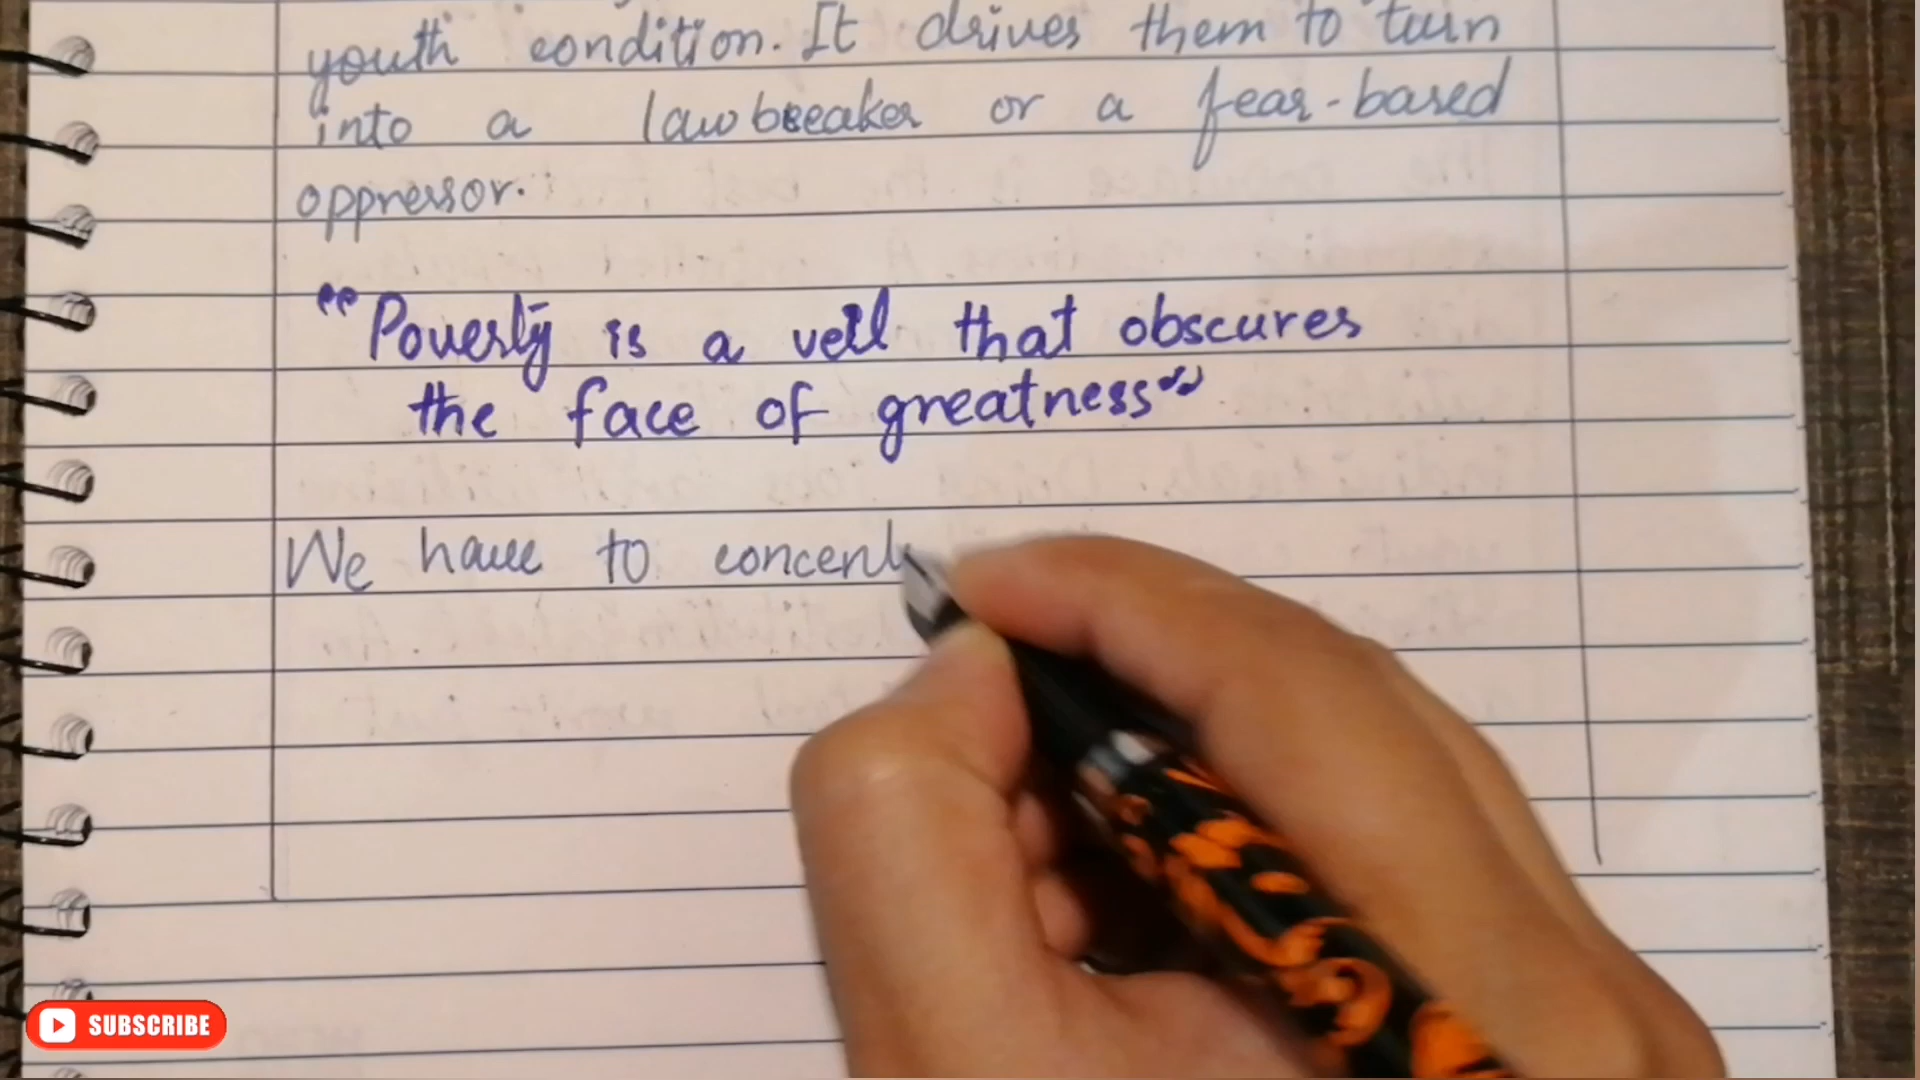 youth condition. It drives them to turn
into a lawbreaker or a fear-based
oppressor.
"Poverty is a veil that obscures
the face of greatness"
We have to concent
SUBSCRIBE